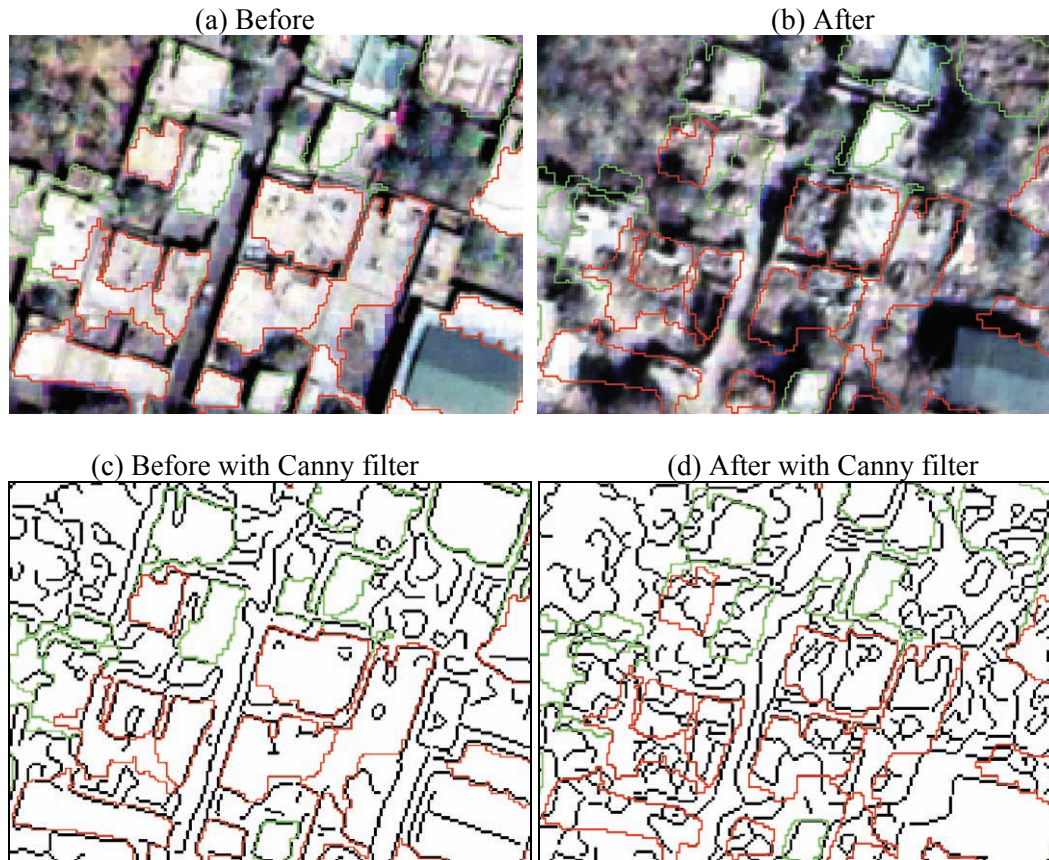 (a) Before
(b) After
(c) Before with Canny filter
(d) After with Canny filter